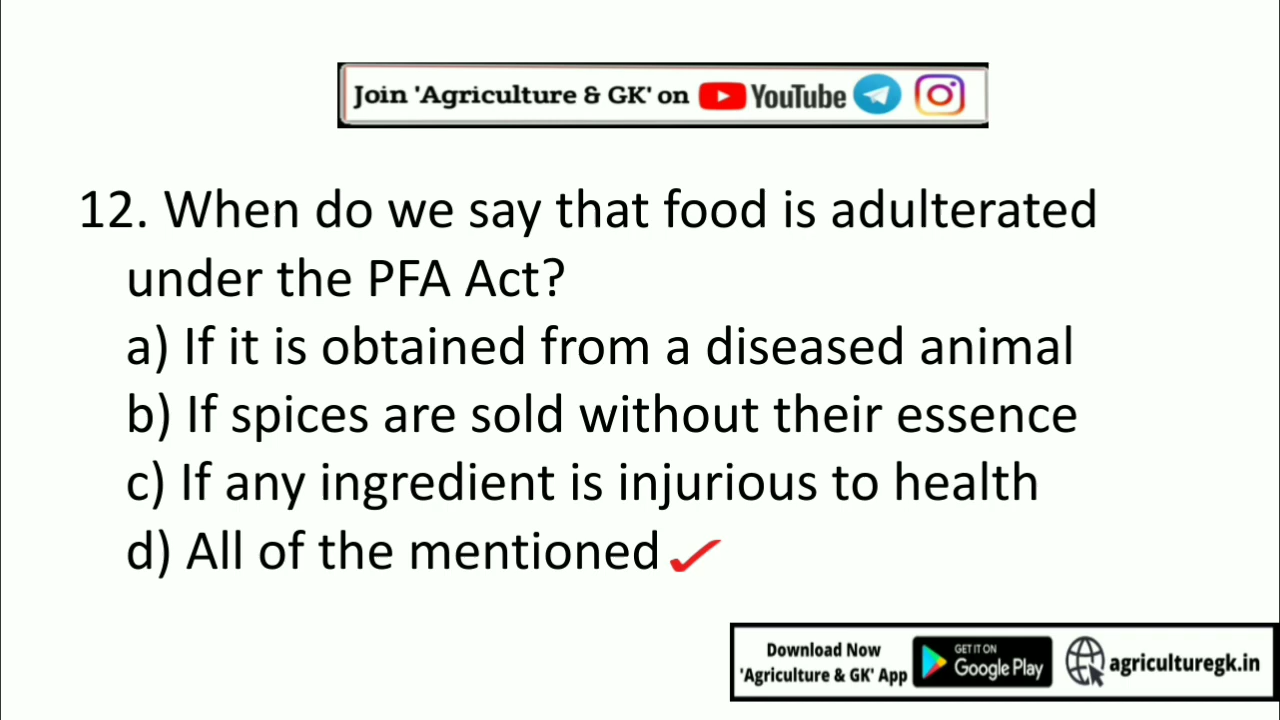 Join 'Agriculture & GK' on YouTube
12. When do we say that food is adulterated
under the PFA Act?
a) If it is obtained from a diseased animal
b) If spices are sold without their essence
c) If any ingredient is injurious to health
d) All of the mentioned
Download Now
'Agriculture & GK' App
GET IT ON
Google Play
agriculturegk.in